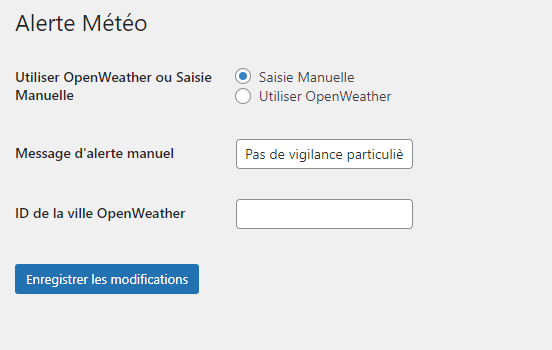 Alerte Météo
Utiliser OpenWeather ou Saisie
Manuelle
Saisie Manuelle
Utiliser OpenWeather
Message d'alerte manuel
Pas de vigilance particuliè
ID de la ville OpenWeather
Enregistrer les modifications